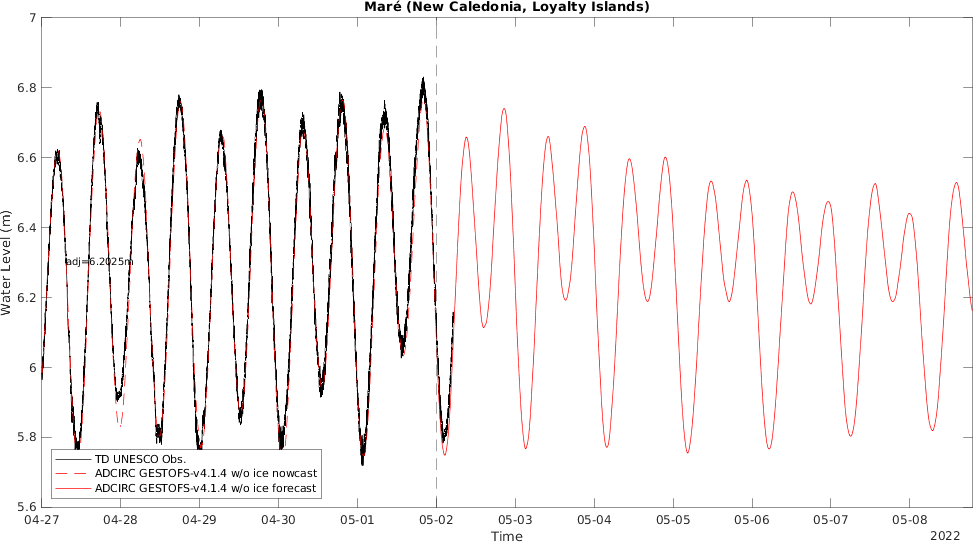 Maré (New Caledonia, Loyalty Islands)
7
6.8
6.6
6.4
6.2
6
5.8
5.6
Water Level (m)
adj=6.2025m
TD UNESCO Obs.
ADCIRC GESTOFS-v4.1.4 w/o ice nowcast
ADCIRC GESTOFS-v4.1.4 w/o ice forecast
04-27 04-28 04-29 04-30 05-01 05-02 05-03 05-04 05-05 05-06 05-07 05-08
Time
2022